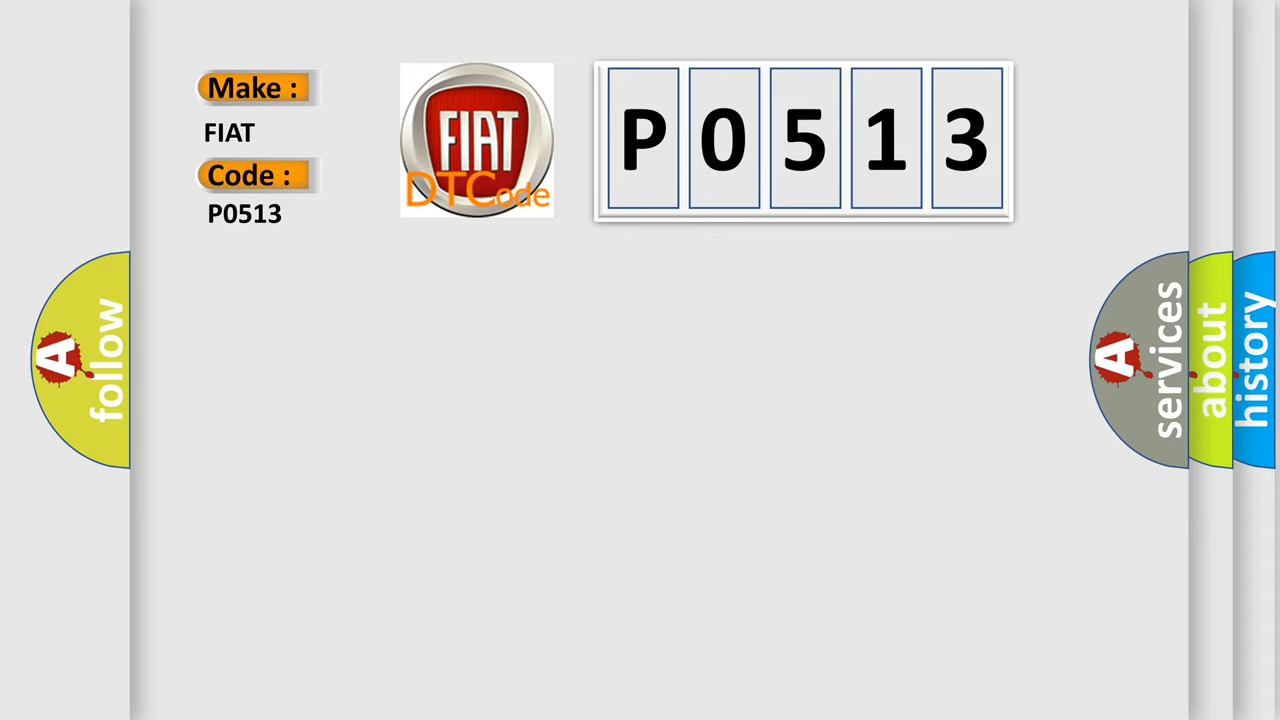 Make :
FIAT
Code :
P0513
FIAT
DTCode
P 0 5 1 3
A follow
A services
about
history